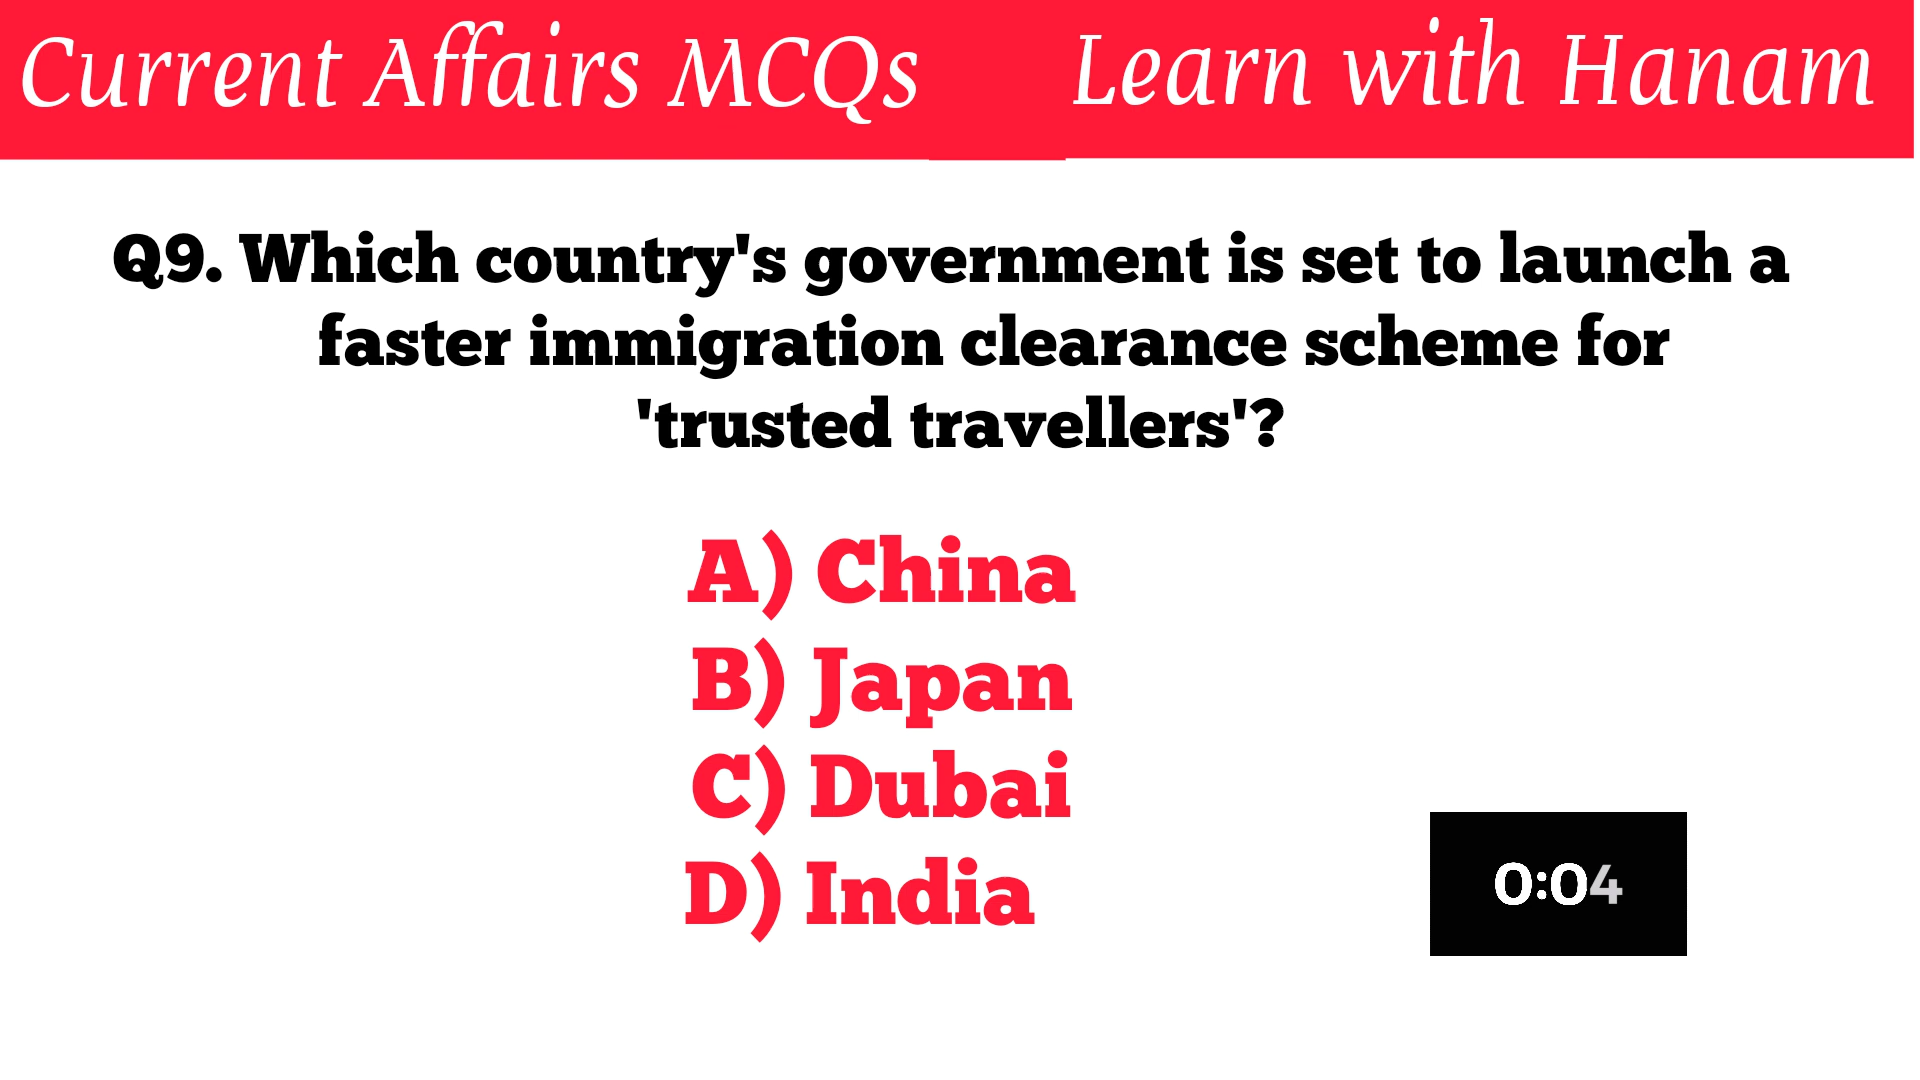 Current Affairs MCQs
Learn with Hanam
Q9. Which country's government is set to launch a
faster immigration clearance scheme for
'trusted travellers'?
A) China
B) Japan
C) Dubai
D) India
0:04